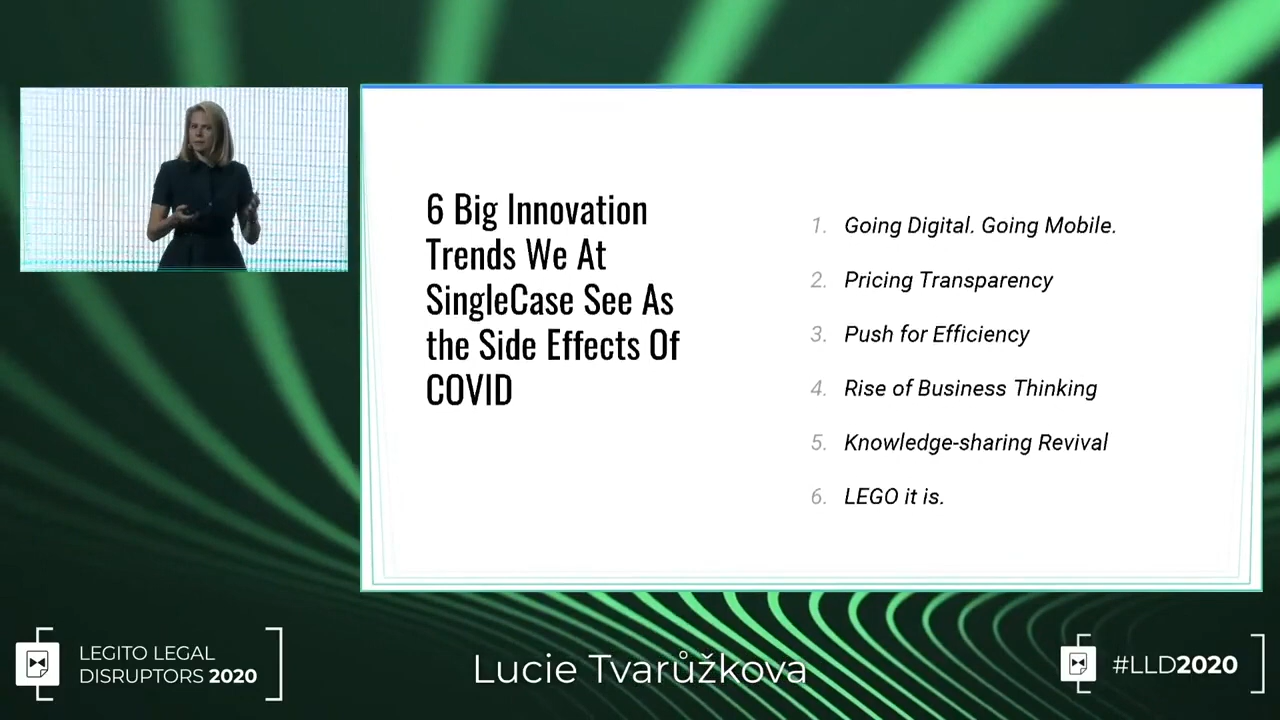 6 Big Innovation
Trends We At
SingleCase See As
the Side Effects Of
COVID
1. Going Digital. Going Mobile.
2. Pricing Transparency
3. Push for Efficiency
4. Rise of Business Thinking
5. Knowledge-sharing Revival
6. LEGO it is.
LEGITO LEGAL
DISRUPTORS 2020
Lucie Tvarůžkova
#LLD2020